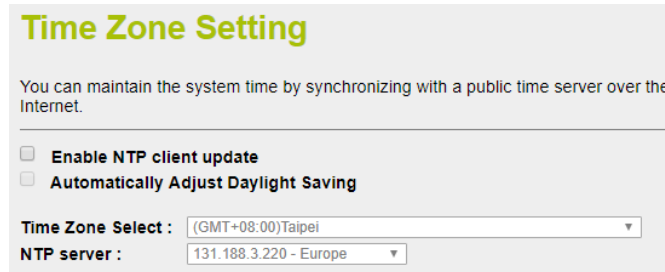 Time Zone Setting
You can maintain the system time by synchronizing with a public time server over the
Internet.
Enable NTP client update
Automatically Adjust Daylight Saving
Time Zone Select : (GMT+08:00)Taipei
NTP server : 131.188.3.220 - Europe